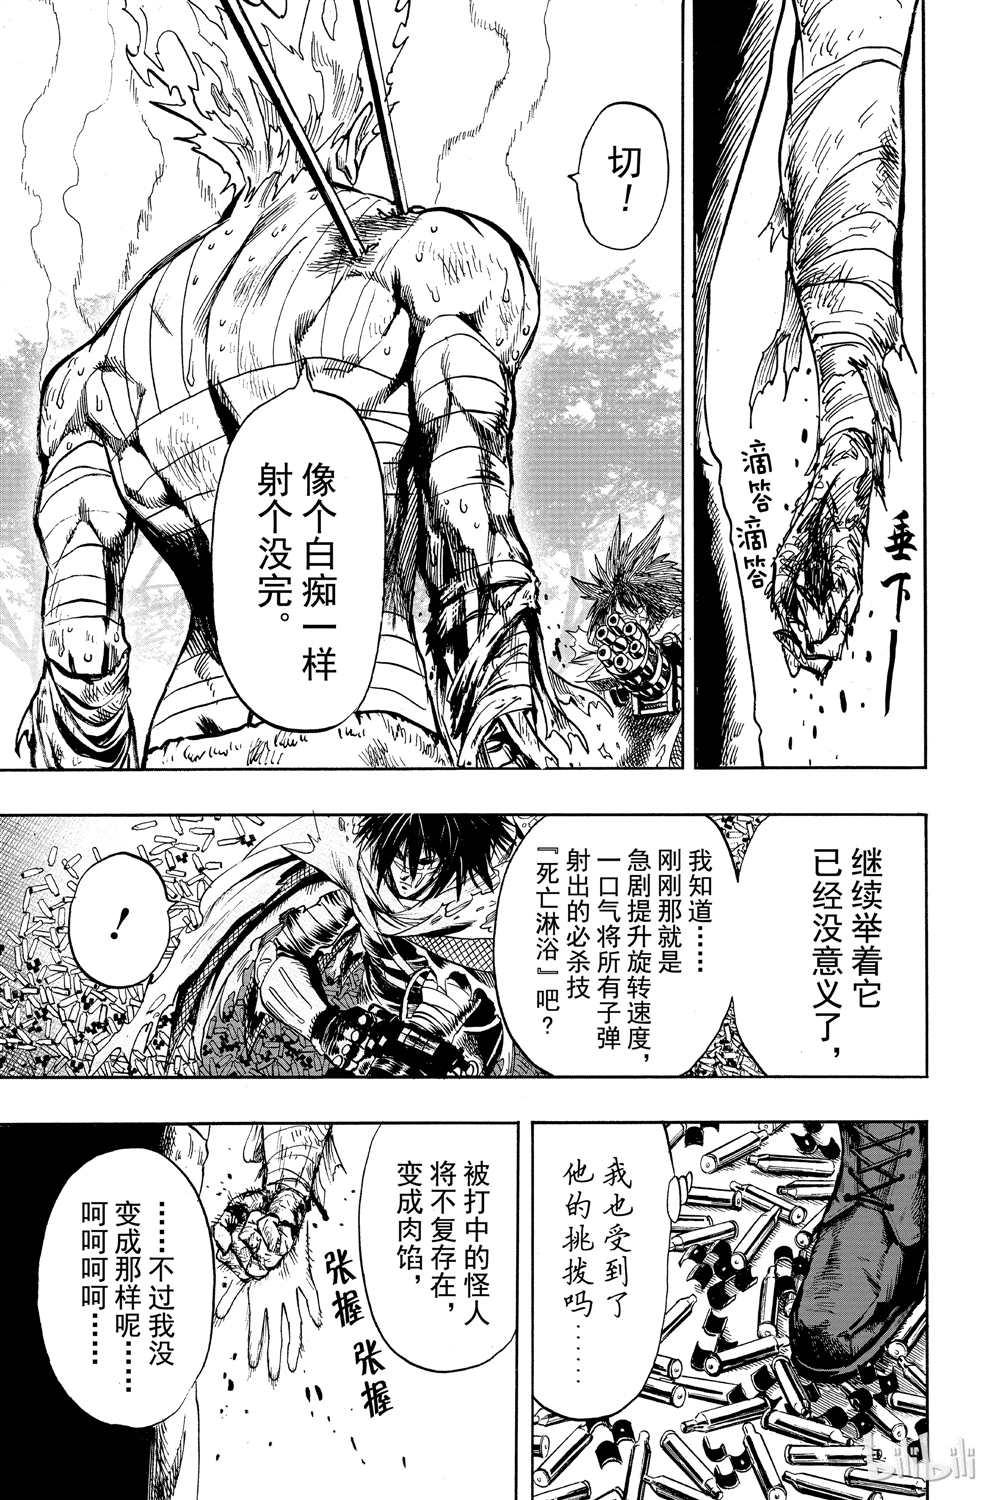 滴答
滴答
垂下—
切！
像个白痴一样
射个没完。
继续举着它
已经没意义了，
我知道……
刚刚那就是
急剧提升旋转速度，
一口气将所有子弹
射出的必杀技
『死亡淋浴』吧？
！
我也受到了
他的挑拨吗……
被打中的怪人
将不复存在，
变成肉馅，
张握
张握
……不过我没
变成那样呢……
呵呵呵呵……
bilibili